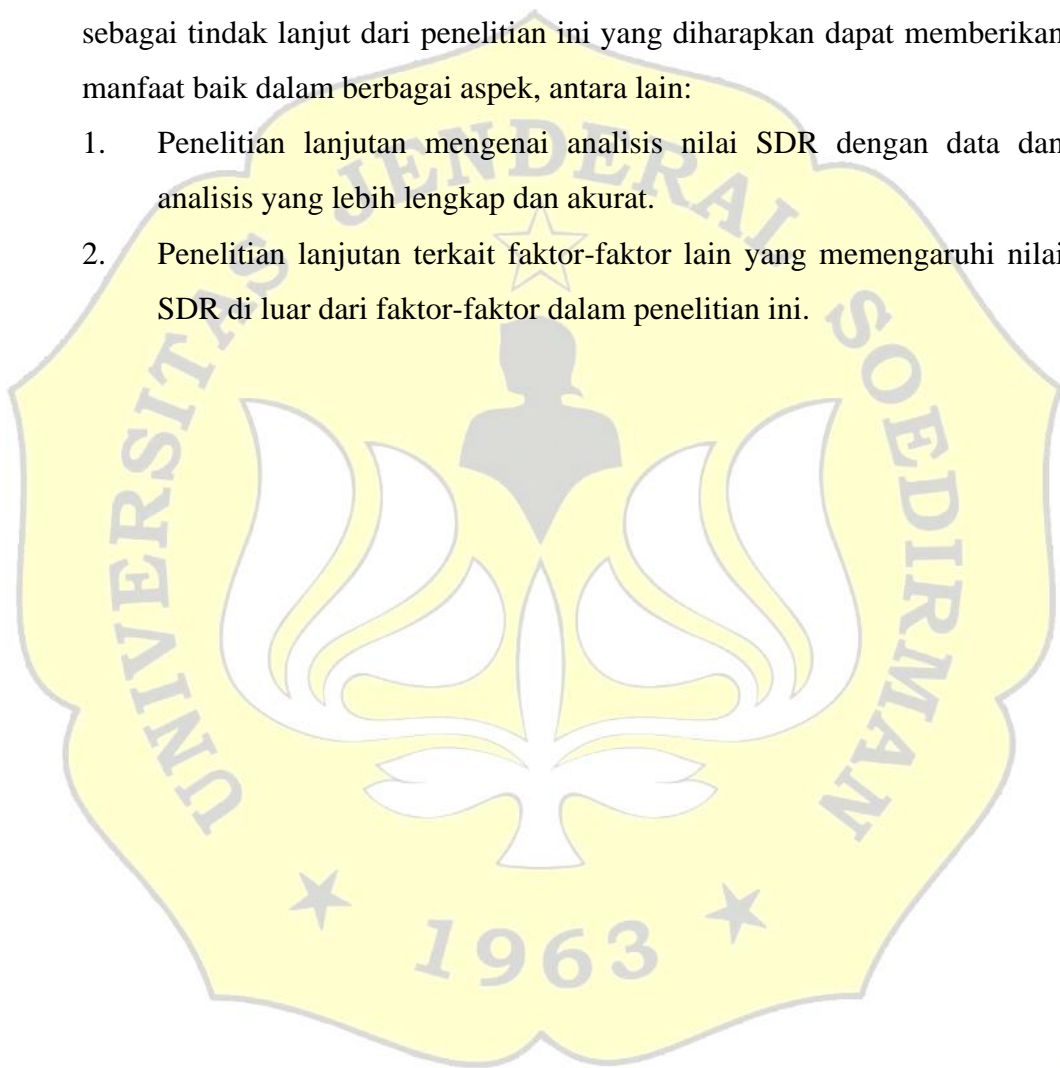 sebagai tindak lanjut dari penelitian ini yang diharapkan dapat memberikan
manfaat baik dalam berbagai aspek, antara lain:
1. Penelitian lanjutan mengenai analisis nilai SDR dengan data dan
analisis yang lebih lengkap dan akurat.
2. Penelitian lanjutan terkait faktor-faktor lain yang memengaruhi nilai
SDR di luar dari faktor-faktor dalam penelitian ini.
UNIVERSITAS JENDERAL SOEDIRMAN
1963